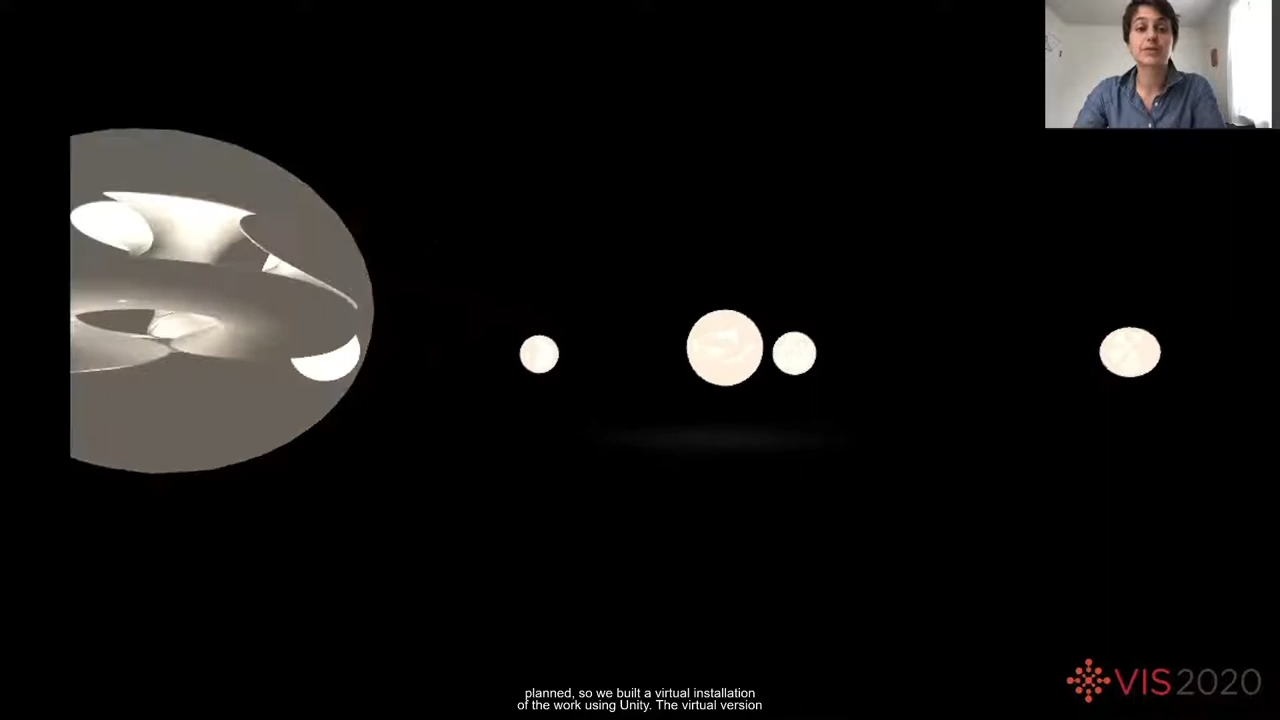 VIS2020
planned, so we built a virtual installation
of the work using Unity. The virtual version